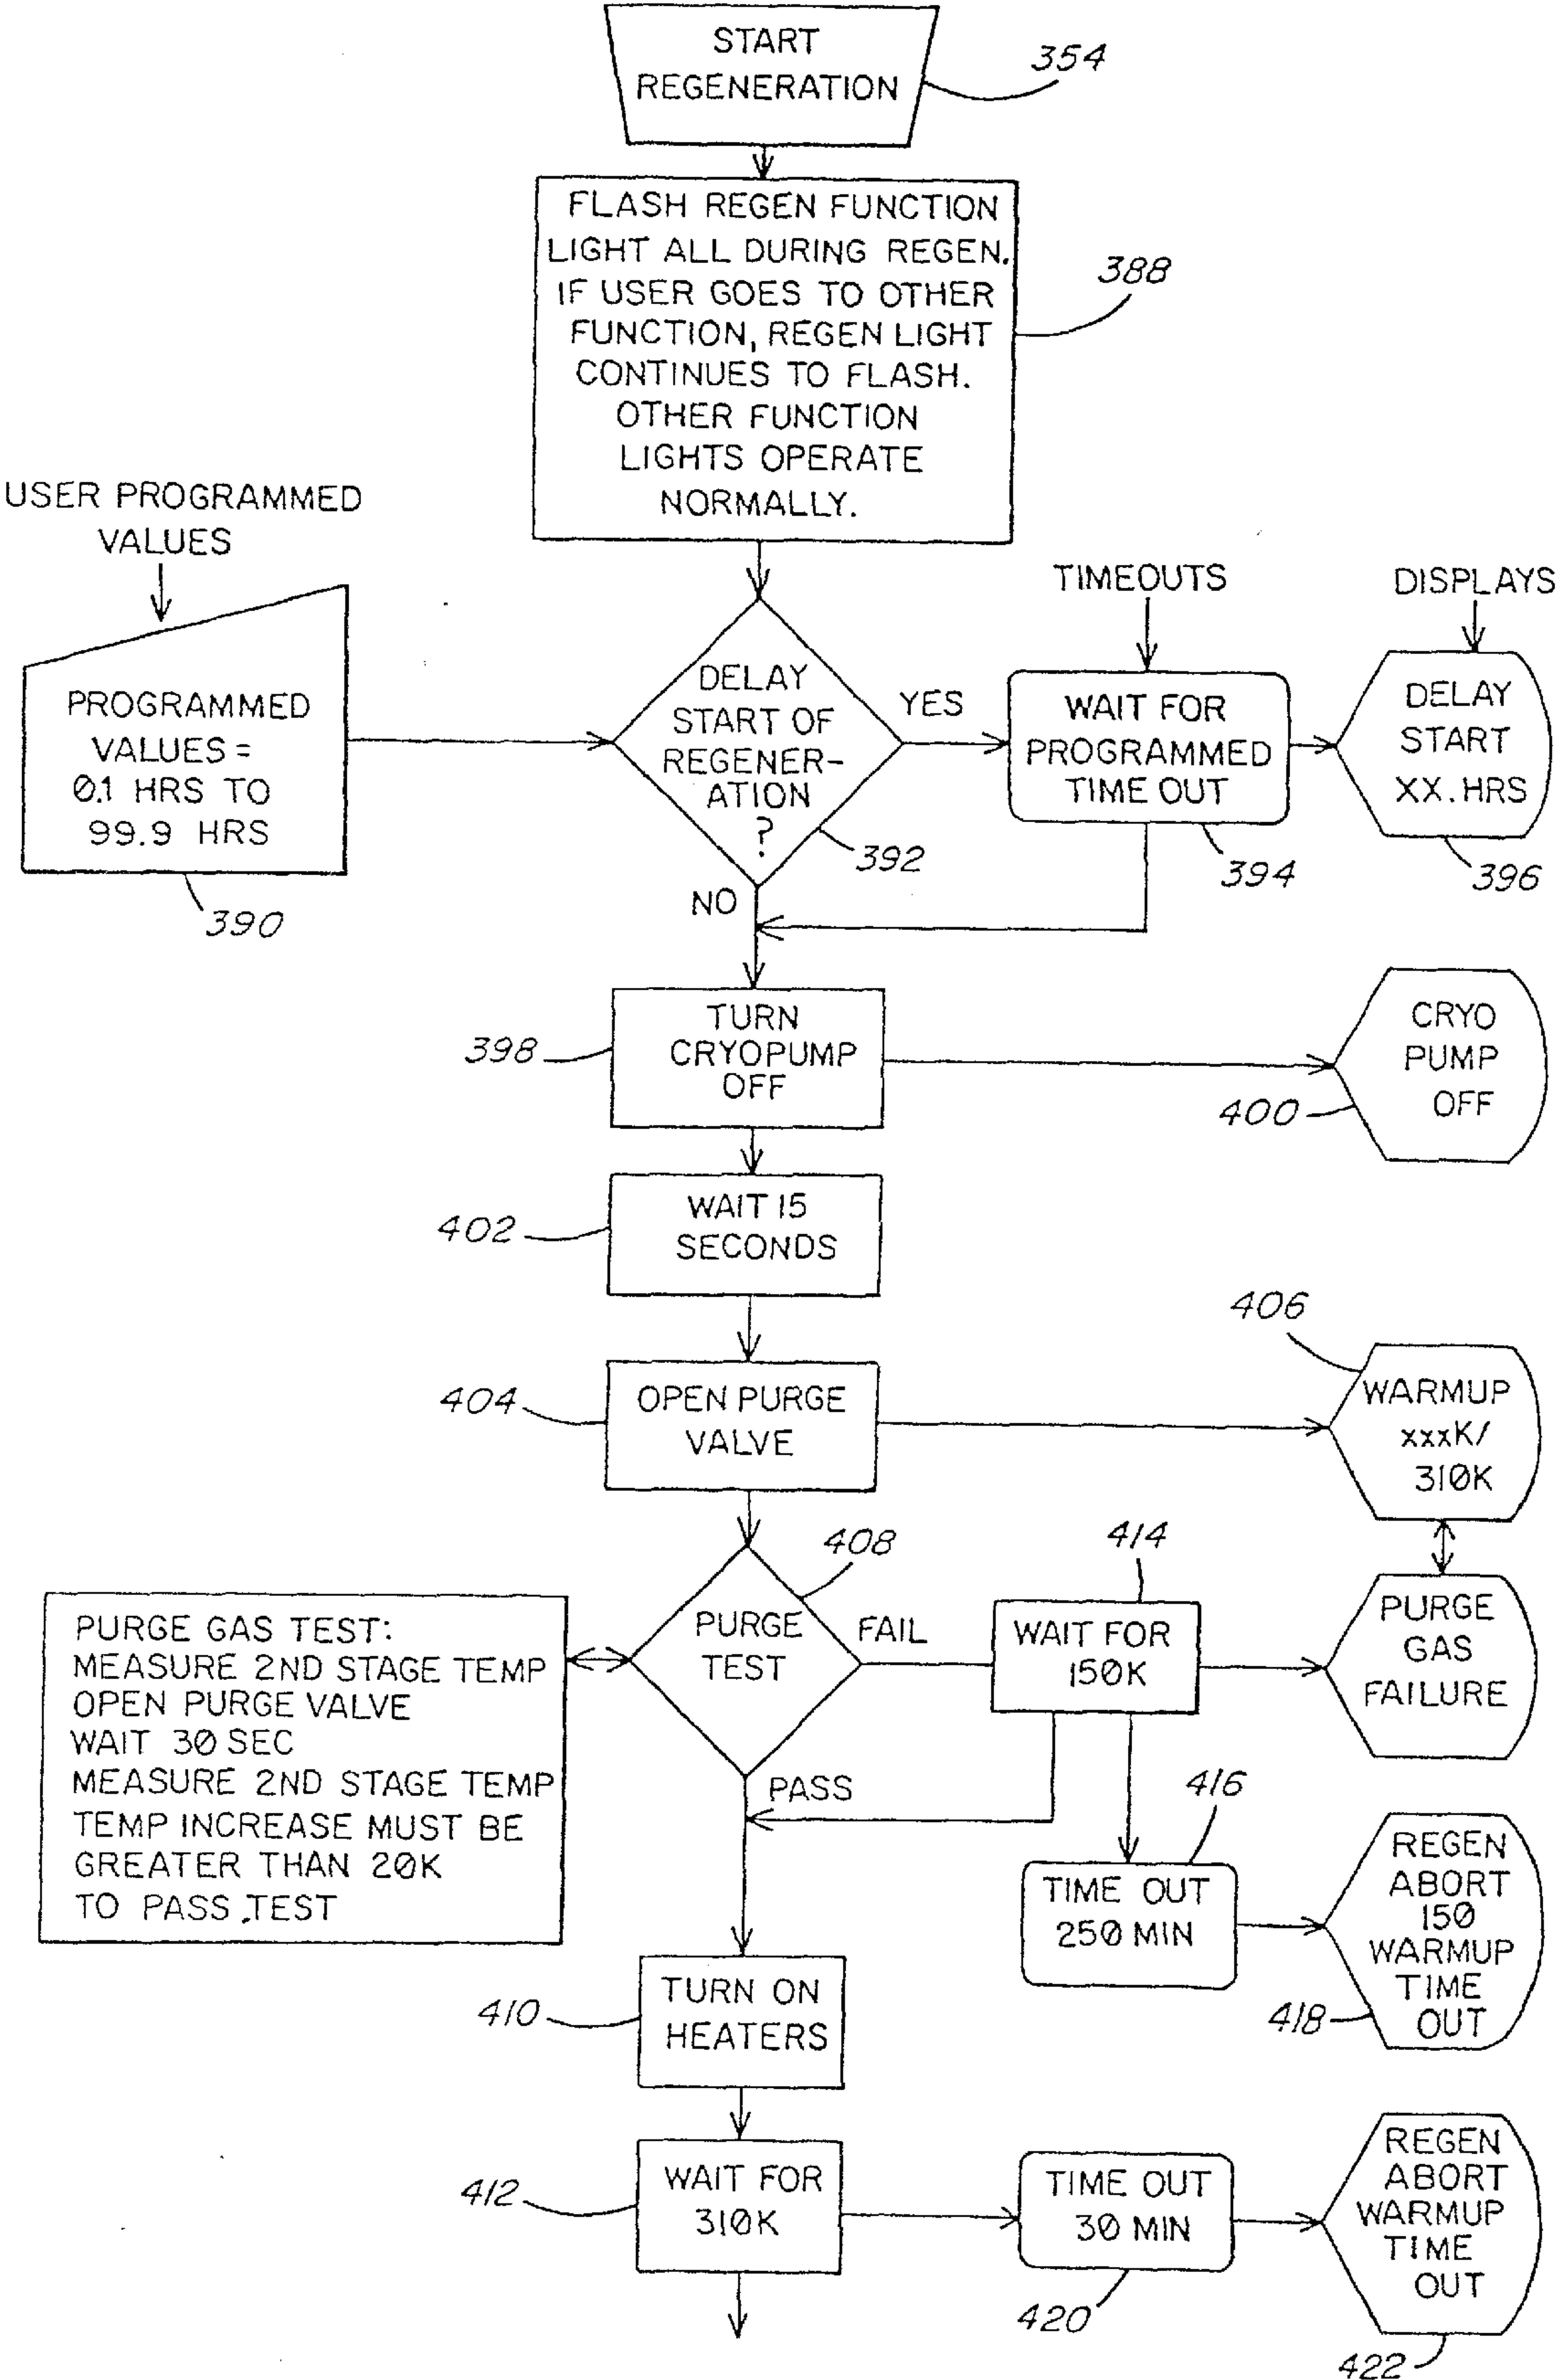 START
REGENERATION
354
FLASH REGEN FUNCTION
LIGHT ALL DURING REGEN.
IF USER GOES TO OTHER
FUNCTION, REGEN LIGHT
CONTINUES TO FLASH.
OTHER FUNCTION
LIGHTS OPERATE
NORMALLY.
388
USER PROGRAMMED
VALUES
PROGRAMMED
VALUES =
0.1 HRS TO
99.9 HRS
390
DELAY
START OF
REGENER-
ATION
?
392
YES
NO
TIMEOUTS
WAIT FOR
PROGRAMMED
TIME OUT
394
DISPLAYS
DELAY
START
XX.HRS
396
TURN
CRYOPUMP
OFF
398
CRYO
PUMP
OFF
400
WAIT 15
SECONDS
402
OPEN PURGE
VALVE
404
406
WARMUP
xxxK/
310K
408
PURGE
TEST
FAIL
PASS
PURGE GAS TEST:
MEASURE 2ND STAGE TEMP
OPEN PURGE VALVE
WAIT 30 SEC
MEASURE 2ND STAGE TEMP
TEMP INCREASE MUST BE
GREATER THAN 20K
TO PASS TEST
414
WAIT FOR
150K
PURGE
GAS
FAILURE
416
TIME OUT
250 MIN
REGEN
ABORT
150
WARMUP
TIME
OUT
418
TURN ON
HEATERS
410
WAIT FOR
310K
412
TIME OUT
30 MIN
420
REGEN
ABORT
WARMUP
TIME
OUT
422